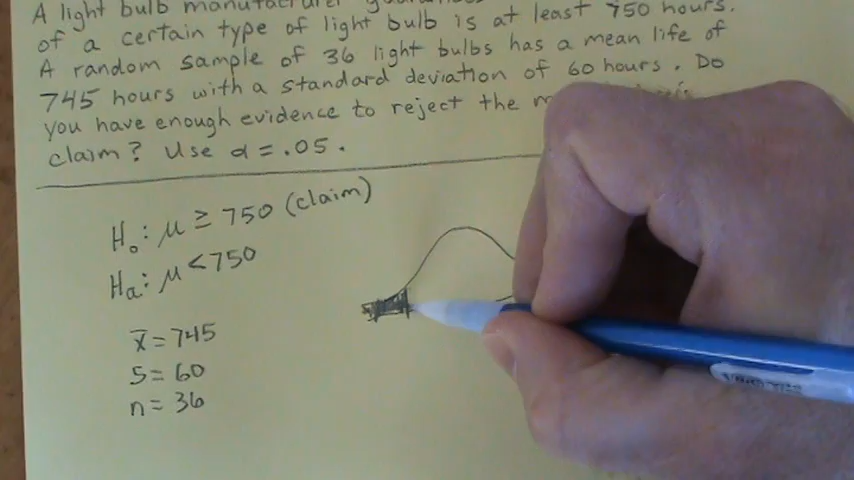 A light bulb manufacturer
of a certain type of light bulb is at least 750 hours.
A random sample of 36 light bulbs has a mean life of
745 hours with a standard deviation of 60 hours. Do
you have enough evidence to reject the
claim? Use α = .05.
H₀: μ ≥ 750 (claim)
Hₐ: μ < 750
x̄ = 745
s = 60
n = 36